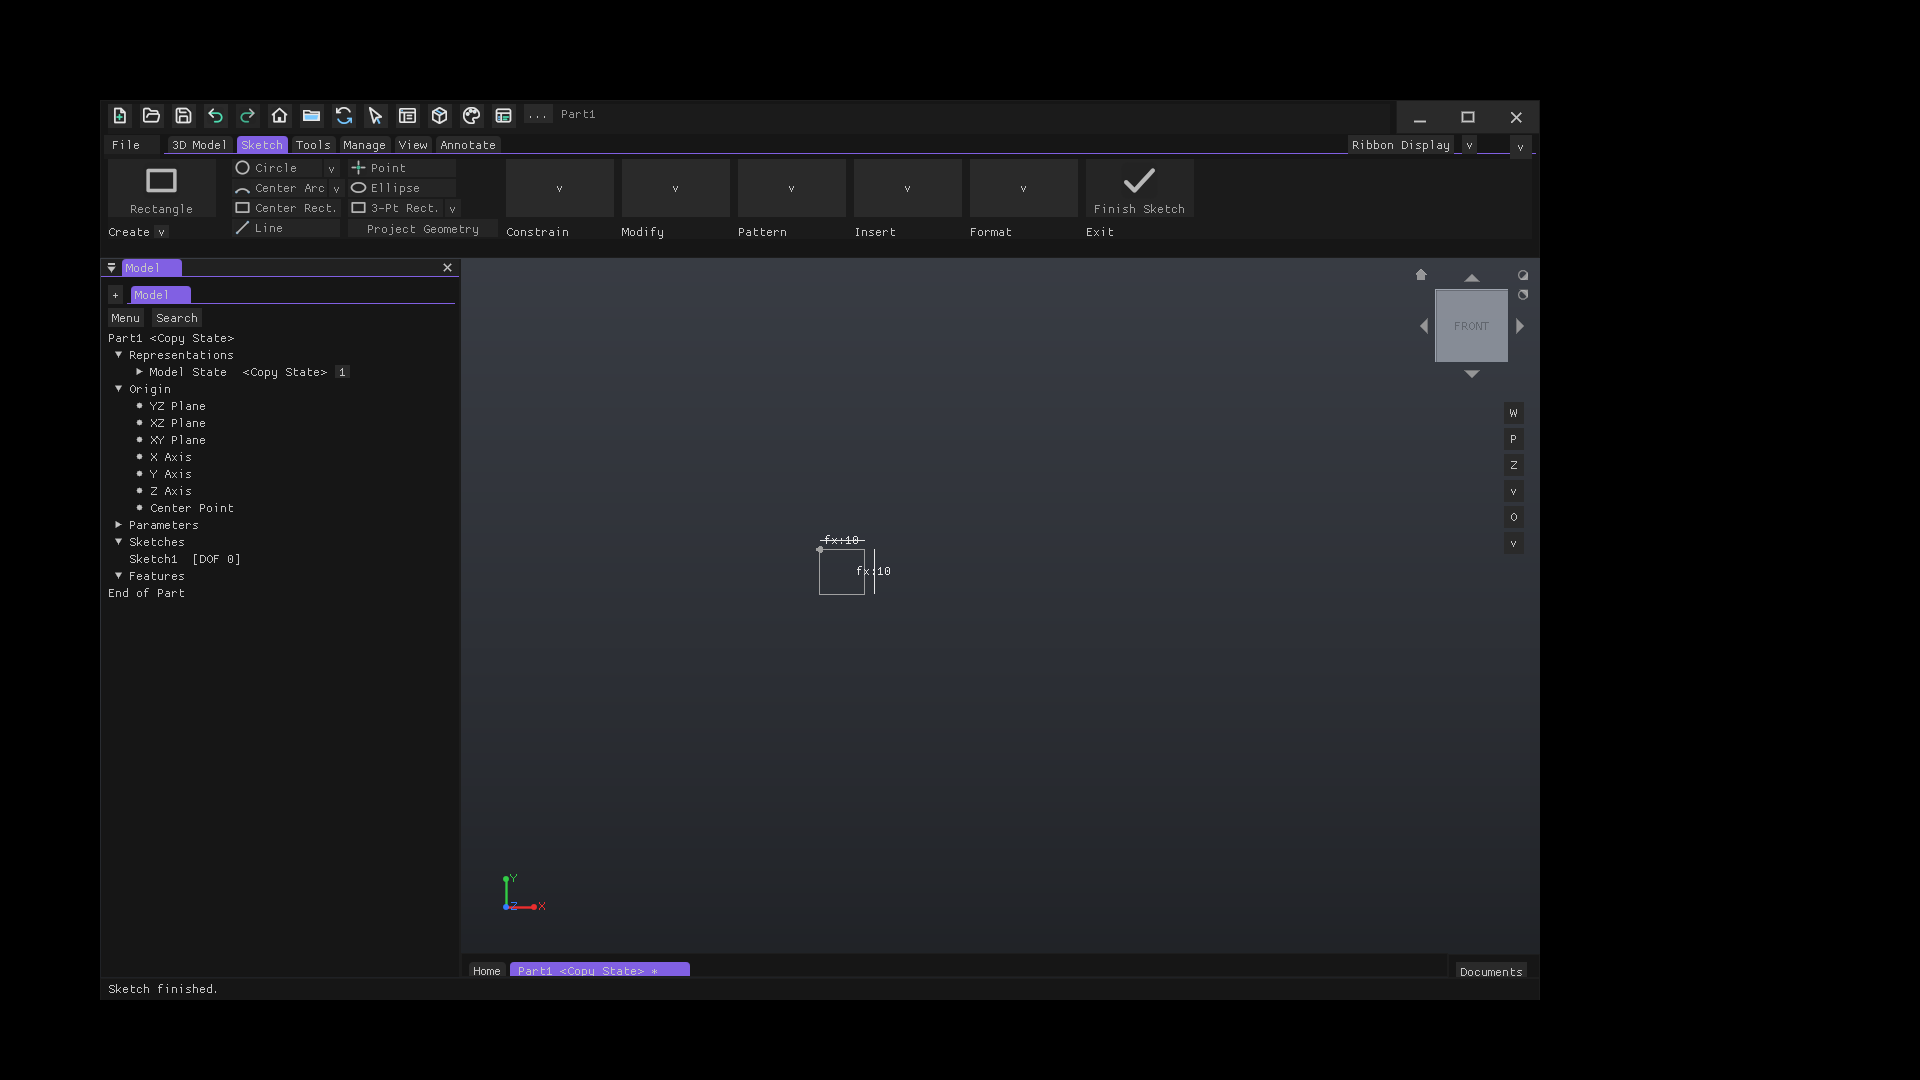 ... Part1
File 3D Model Sketch Tools Manage View Annotate Ribbon Display v v
Rectangle
Circle v
Center Arc v
Center Rect.
Line
Point
Ellipse
3-Pt Rect. v
Project Geometry
v v v v v
Finish Sketch
Create v Constrain Modify Pattern Insert Format Exit
Model
+ Model
Menu Search
Part1 <Copy State>
Representations
Model State <Copy State> 1
Origin
YZ Plane
XZ Plane
XY Plane
X Axis
Y Axis
Z Axis
Center Point
Parameters
Sketches
Sketch1 [DOF 0]
Features
End of Part
FRONT
W
P
Z
v
O
v
fx:10
fx:10
Y
Z X
Home Part1 <Copy State> * Documents
Sketch finished.